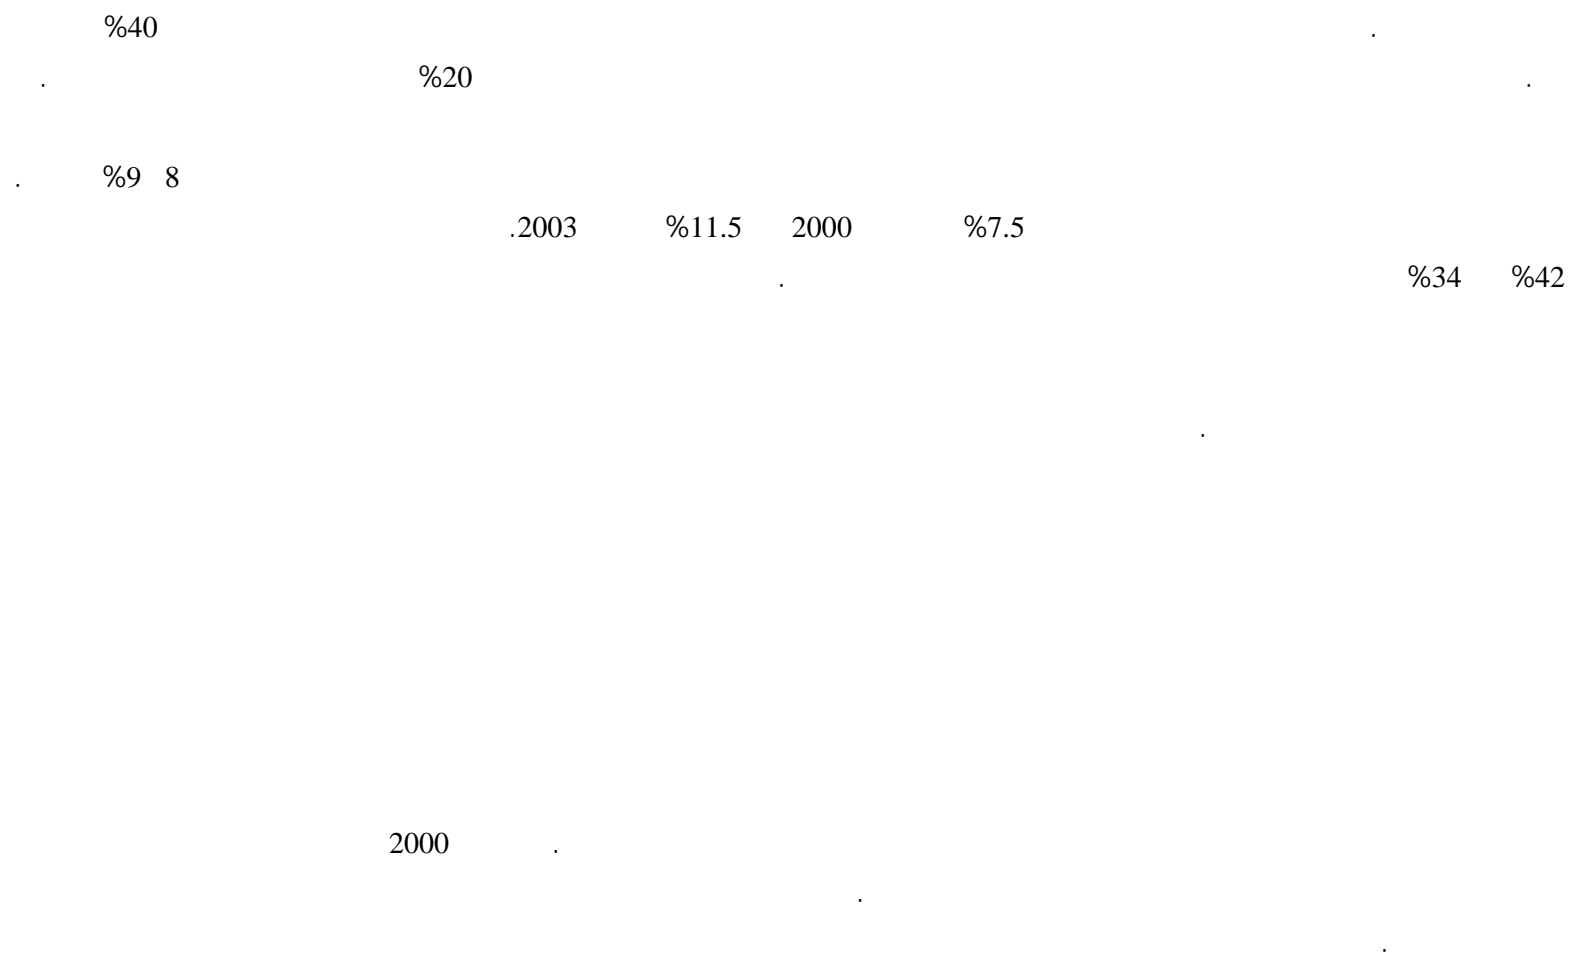 %40 .
. %20 .
. %9 8
.2003 %11.5 2000 %7.5
%34 %42
.
.
2000 .
.
.